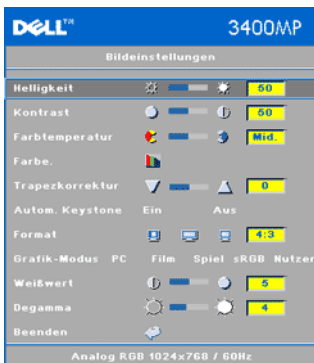 DELL™ 3400MP
Bildeinstellungen
Helligkeit 50
Kontrast 50
Farbtemperatur Mid.
Farbe.
Trapezkorrektur 0
Autom. Keystone Ein Aus
Format 4:3
Grafik-Modus PC Film Spiel sRGB Nutzer
Weißwert 5
Degamma 4
Beenden
Analog RGB 1024x768 / 60Hz